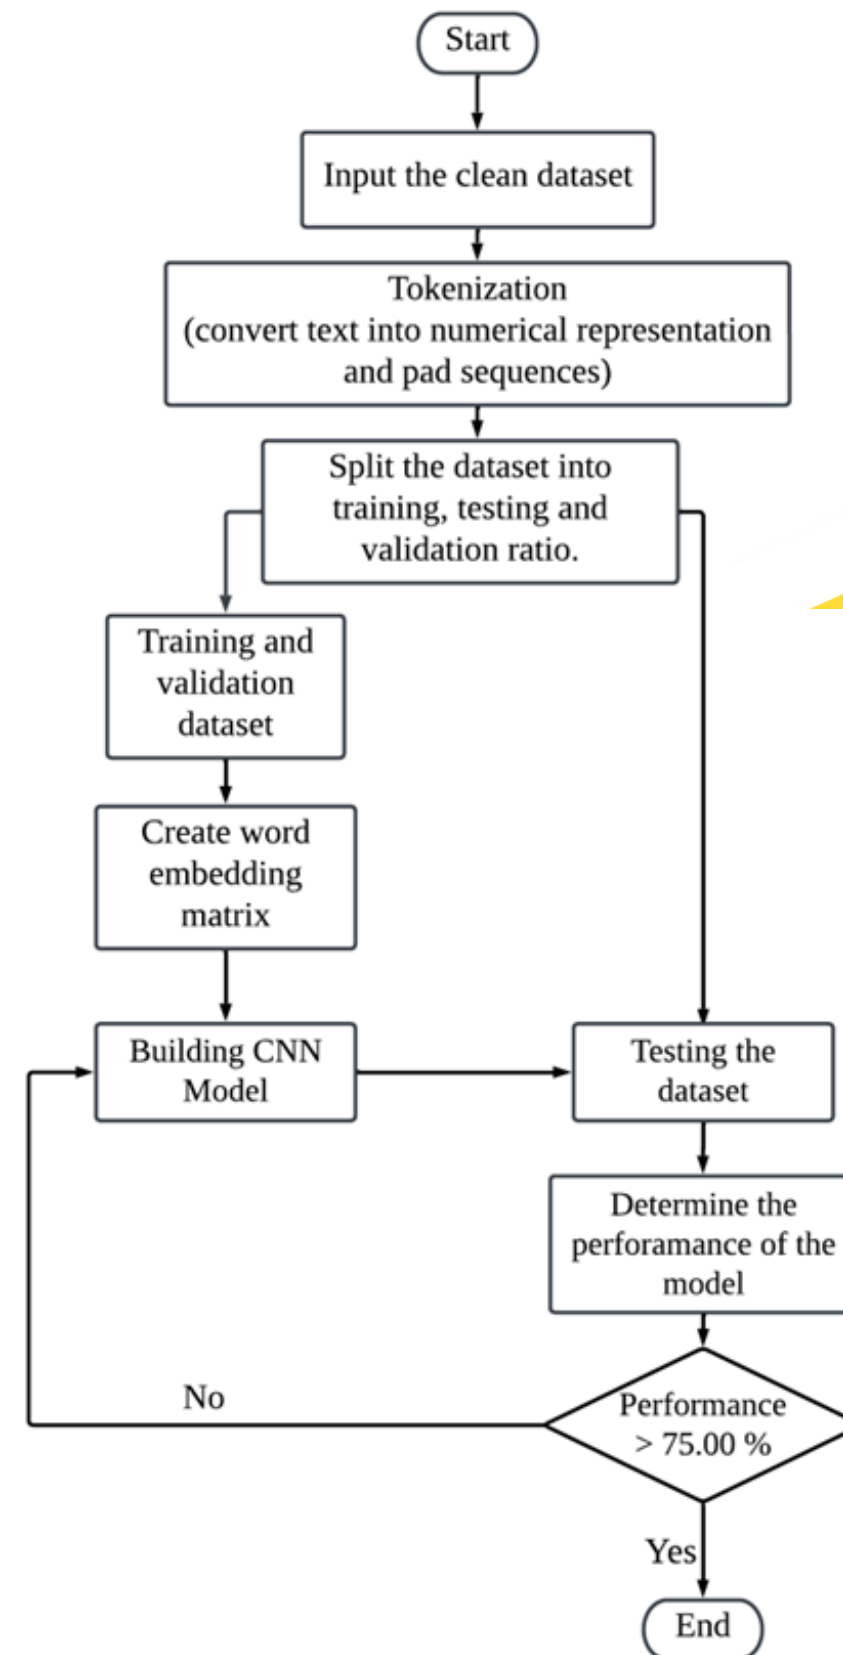 Start
Input the clean dataset
Tokenization
(convert text into numerical representation
and pad sequences)
Split the dataset into
training, testing and
validation ratio.
Training and
validation
dataset
Create word
embedding
matrix
Building CNN
Model
Testing the
dataset
Determine the
perforamance of the
model
No
Performance
> 75.00 %
Yes
End